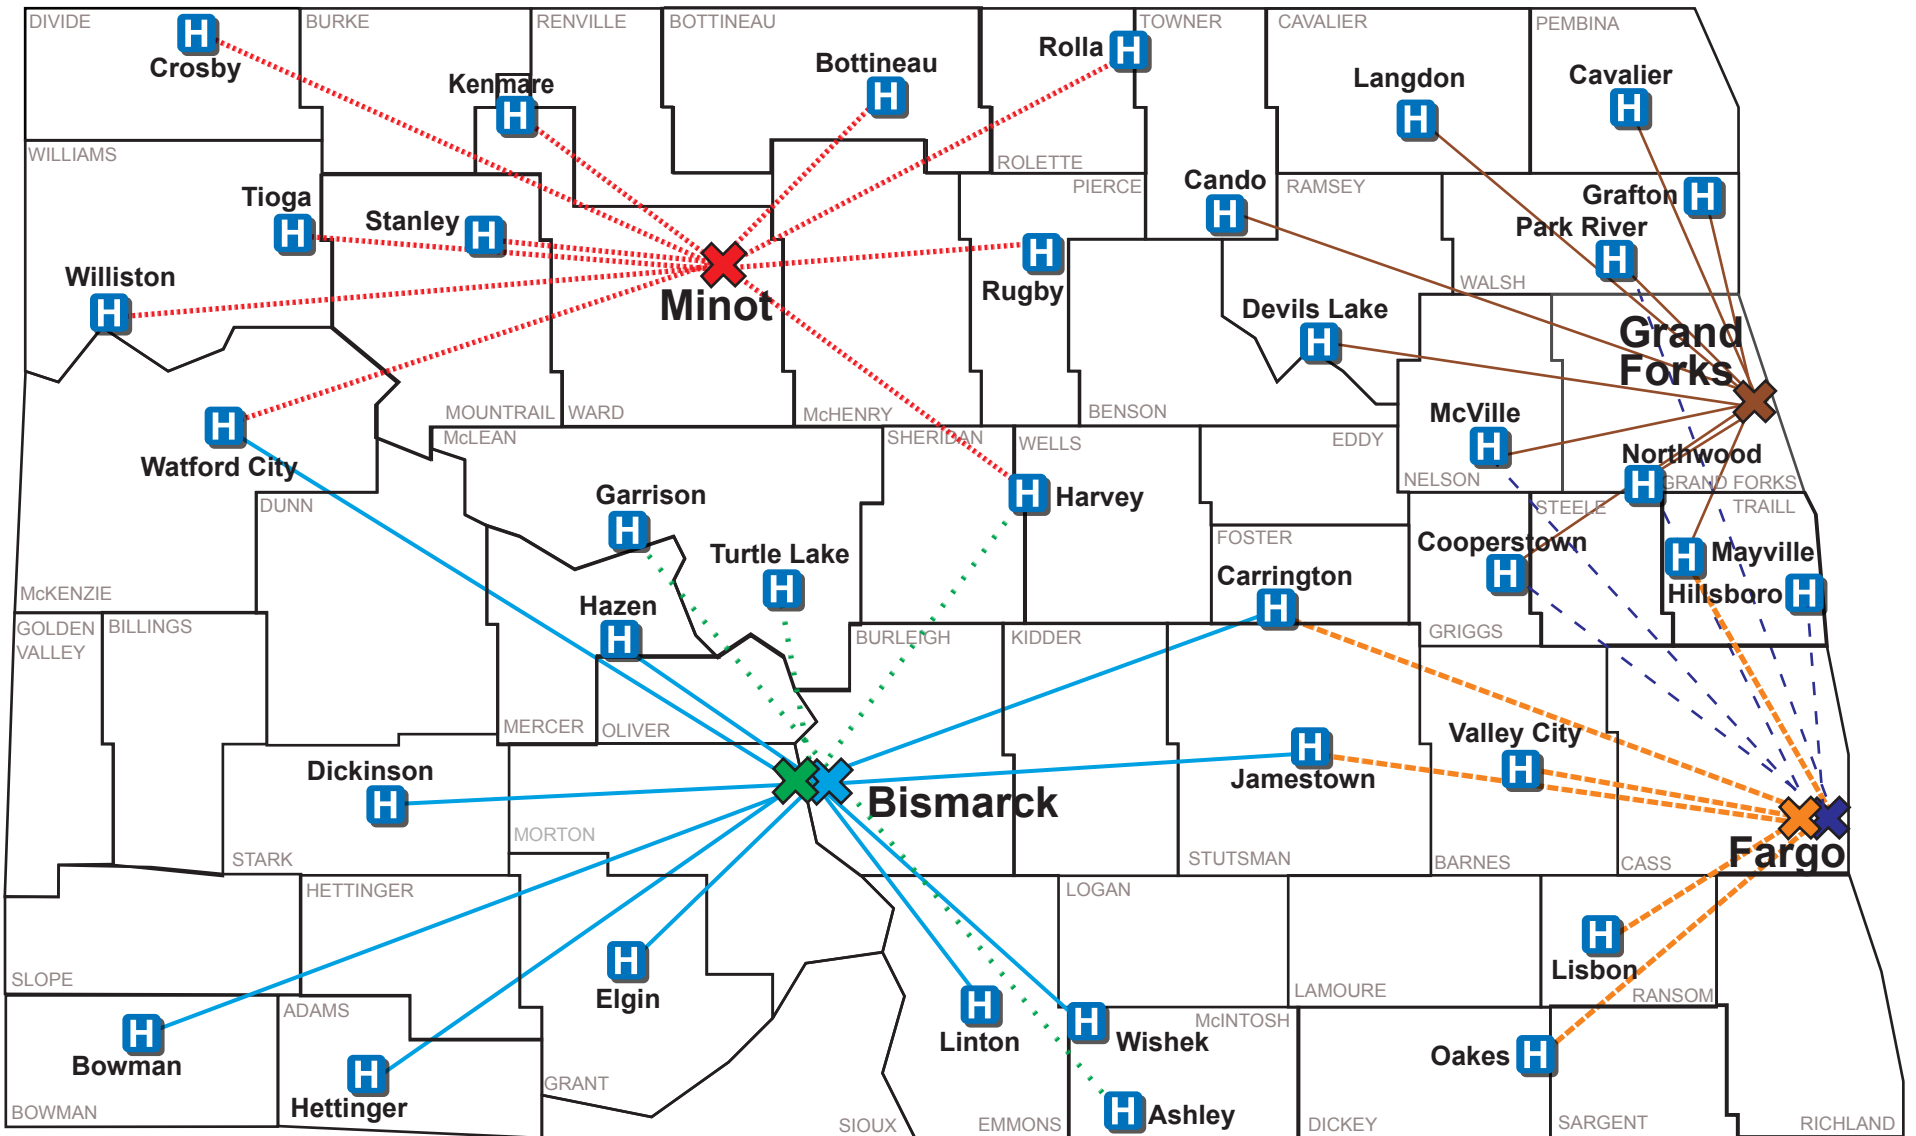 DIVIDE
BURKE
RENVILLE
BOTTINEAU
TOWNER
CAVALIER
PEMBINA
H
Crosby
Kenmare
H
Bottineau
H
Rolla H
Langdon
H
Cavalier
H
WILLIAMS
ROLETTE
PIERCE
RAMSEY
Tioga
H
Stanley H
Cando
H
Grafton H
Park River
H
Williston
H
Minot
H
Rugby
WALSH
Devils Lake
H
Grand
Forks
MOUNTRAIL
WARD
McHENRY
BENSON
McVille
H
H
Watford City
McLEAN
SHERIDAN
WELLS
EDDY
NELSON
Northwood
H
GRAND FORKS
DUNN
Garrison
H
H Harvey
STEELE
TRAILL
FOSTER
Cooperstown
H
H Mayville
Turtle Lake
H
Carrington
H
Hillsboro H
McKENZIE
Hazen
H
GOLDEN
VALLEY
BILLINGS
BURLEIGH
KIDDER
GRIGGS
MERCER
OLIVER
Dickinson
H
Bismarck
H
Jamestown
Valley City
H
MORTON
STARK
STUTSMAN
BARNES
CASS
Fargo
HETTINGER
LOGAN
SLOPE
H
Elgin
H
Lisbon
LAMOURE
RANSOM
ADAMS
H
Bowman
H
Linton
H
Wishek
McINTOSH
Oakes H
H
Hettinger
GRANT
BOWMAN
SIOUX
EMMONS
H Ashley
DICKEY
SARGENT
RICHLAND